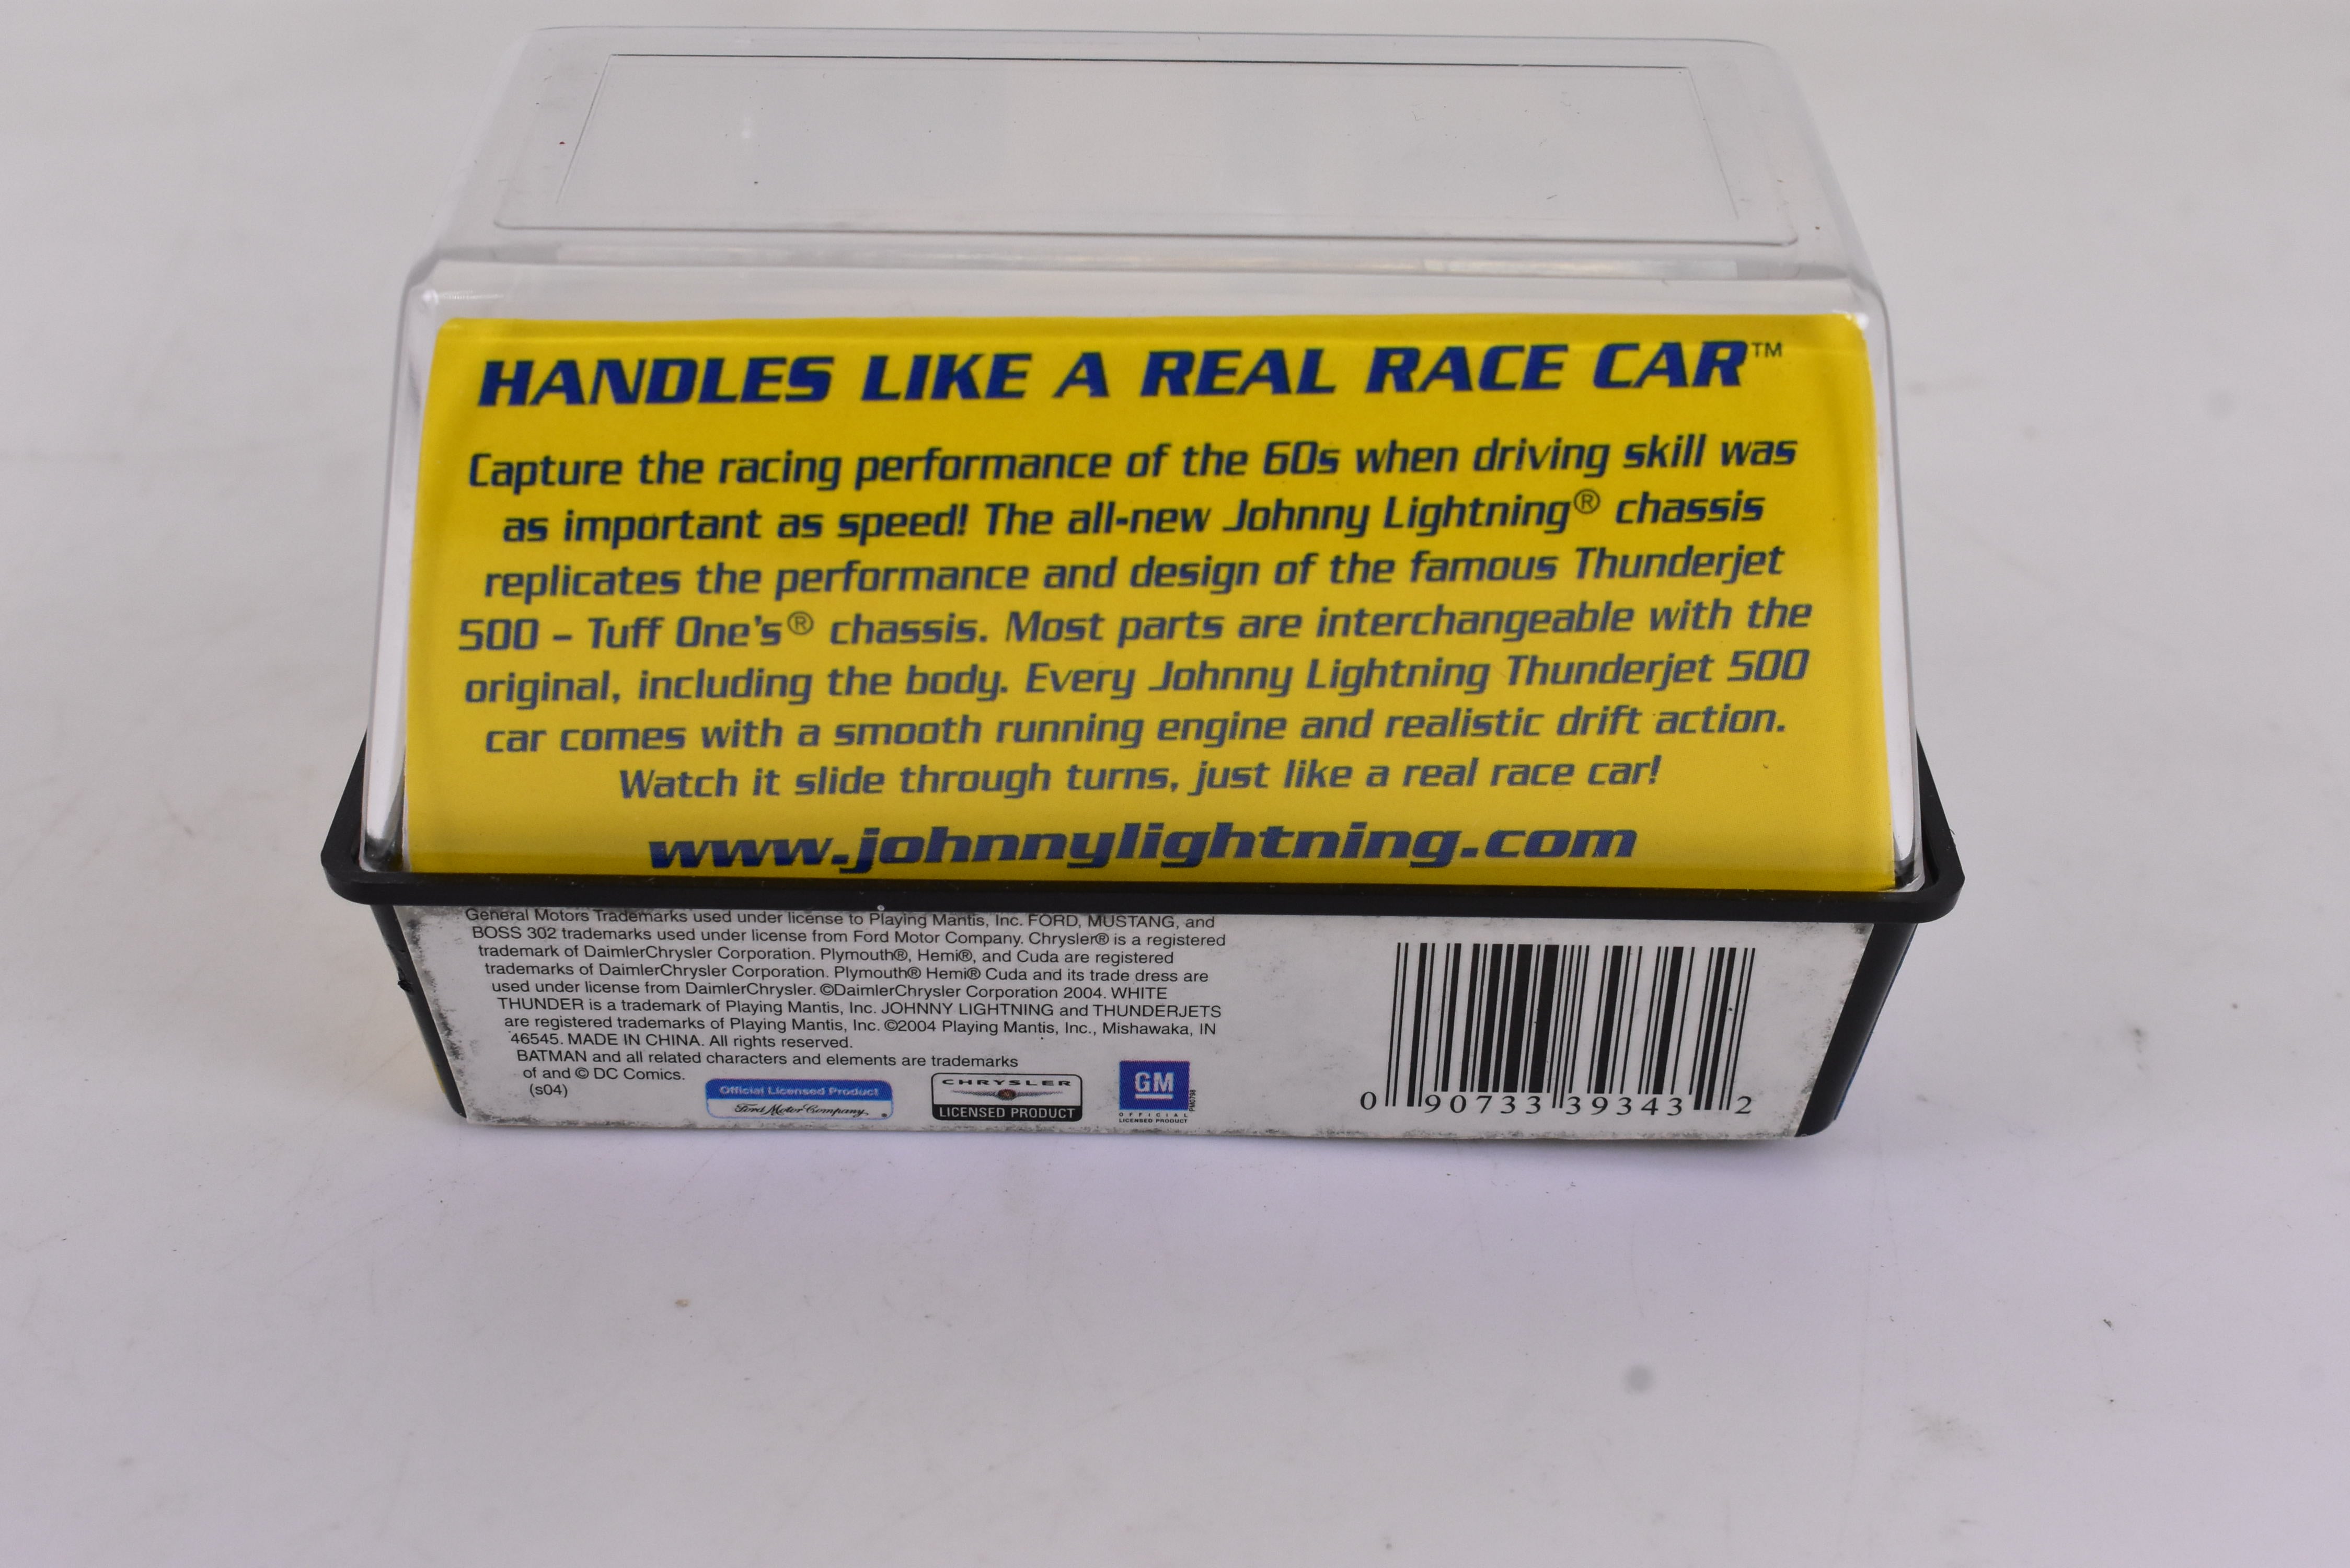 HANDLES LIKE A REAL RACE CAR™
Capture the racing performance of the 60s when driving skill was
as important as speed! The all-new Johnny Lightning® chassis
replicates the performance and design of the famous Thunderjet
500 – Tuff One's® chassis. Most parts are interchangeable with the
original, including the body. Every Johnny Lightning Thunderjet 500
car comes with a smooth running engine and realistic drift action.
Watch it slide through turns, just like a real race car!
www.johnnylightning.com
General Motors Trademarks used under license to Playing Mantis, Inc. FORD, MUSTANG, and
BOSS 302 trademarks used under license from Ford Motor Company. Chrysler® is a registered
trademark of DaimlerChrysler Corporation. Plymouth®, Hemi®, and Cuda are registered
trademarks of DaimlerChrysler Corporation. Plymouth® Hemi® Cuda and its trade dress are
used under license from DaimlerChrysler. ©DaimlerChrysler Corporation 2004. WHITE
THUNDER is a trademark of Playing Mantis, Inc. JOHNNY LIGHTNING and THUNDERJETS
are registered trademarks of Playing Mantis, Inc. ©2004 Playing Mantis, Inc., Mishawaka, IN
46545. MADE IN CHINA. All rights reserved.
BATMAN and all related characters and elements are trademarks
of and © DC Comics.
(s04)
Official Licensed Product
Ford Motor Company
CHRYSLER
LICENSED PRODUCT
GM
OFFICIAL
LICENSED PRODUCT
0 90733 39343 2